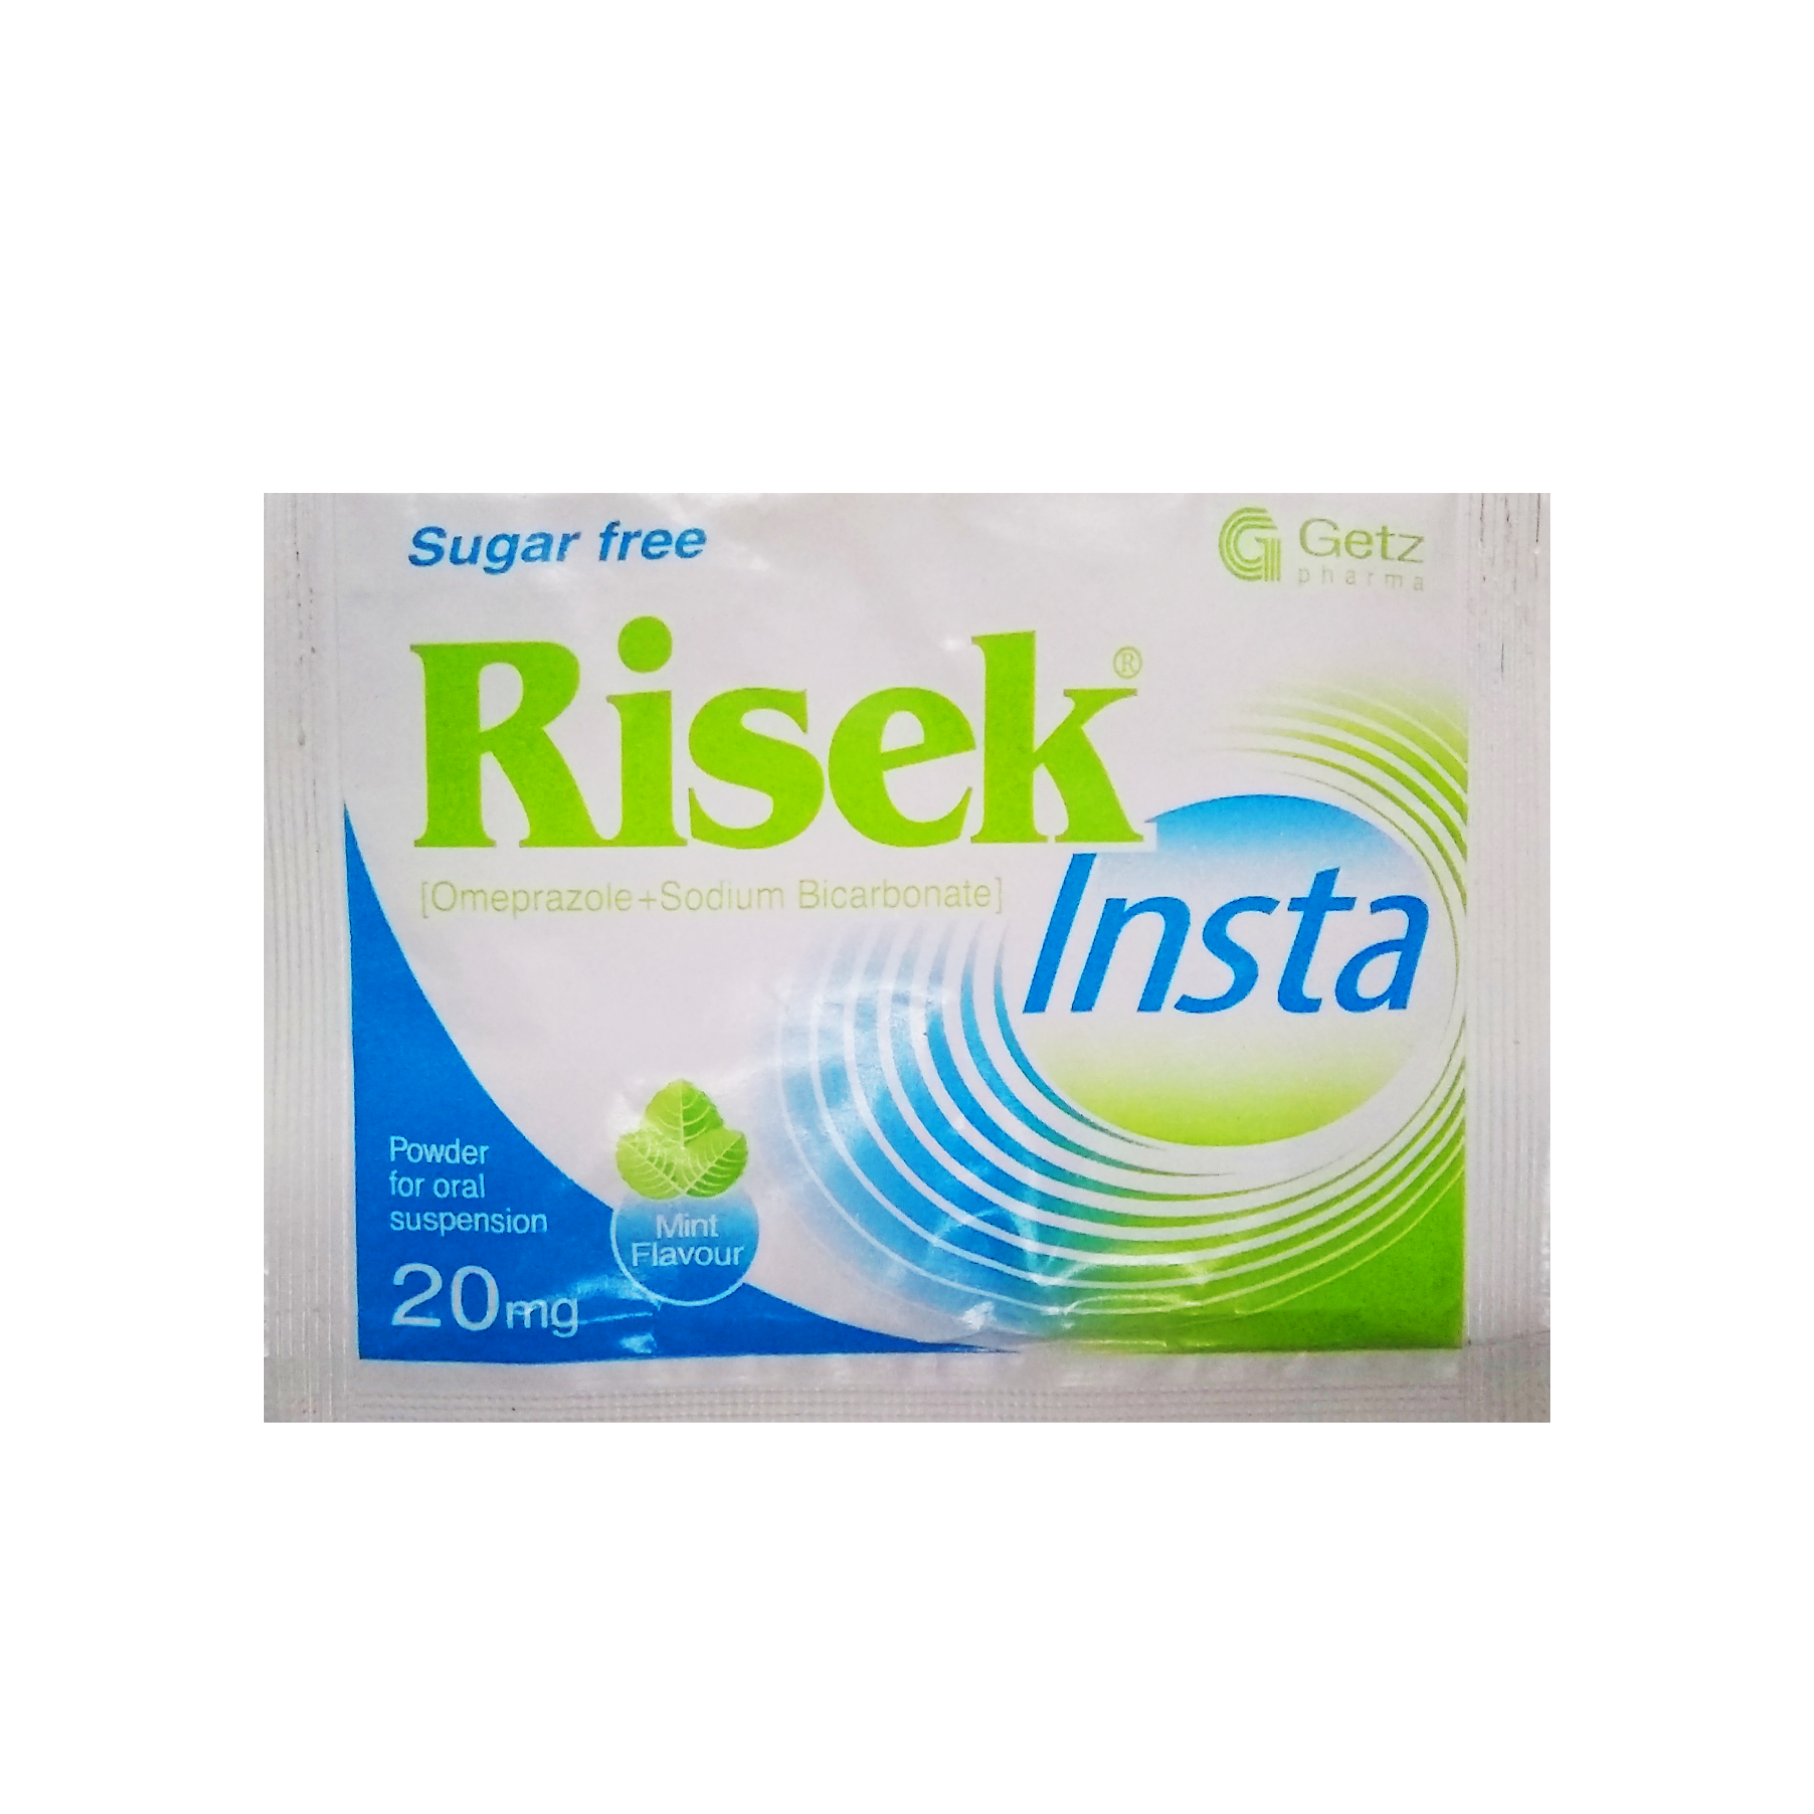 Sugar free
Getz
pharma
Risek®
Insta
[Omeprazole+Sodium Bicarbonate]
Powder
for oral
suspension
20mg
Mint
Flavour